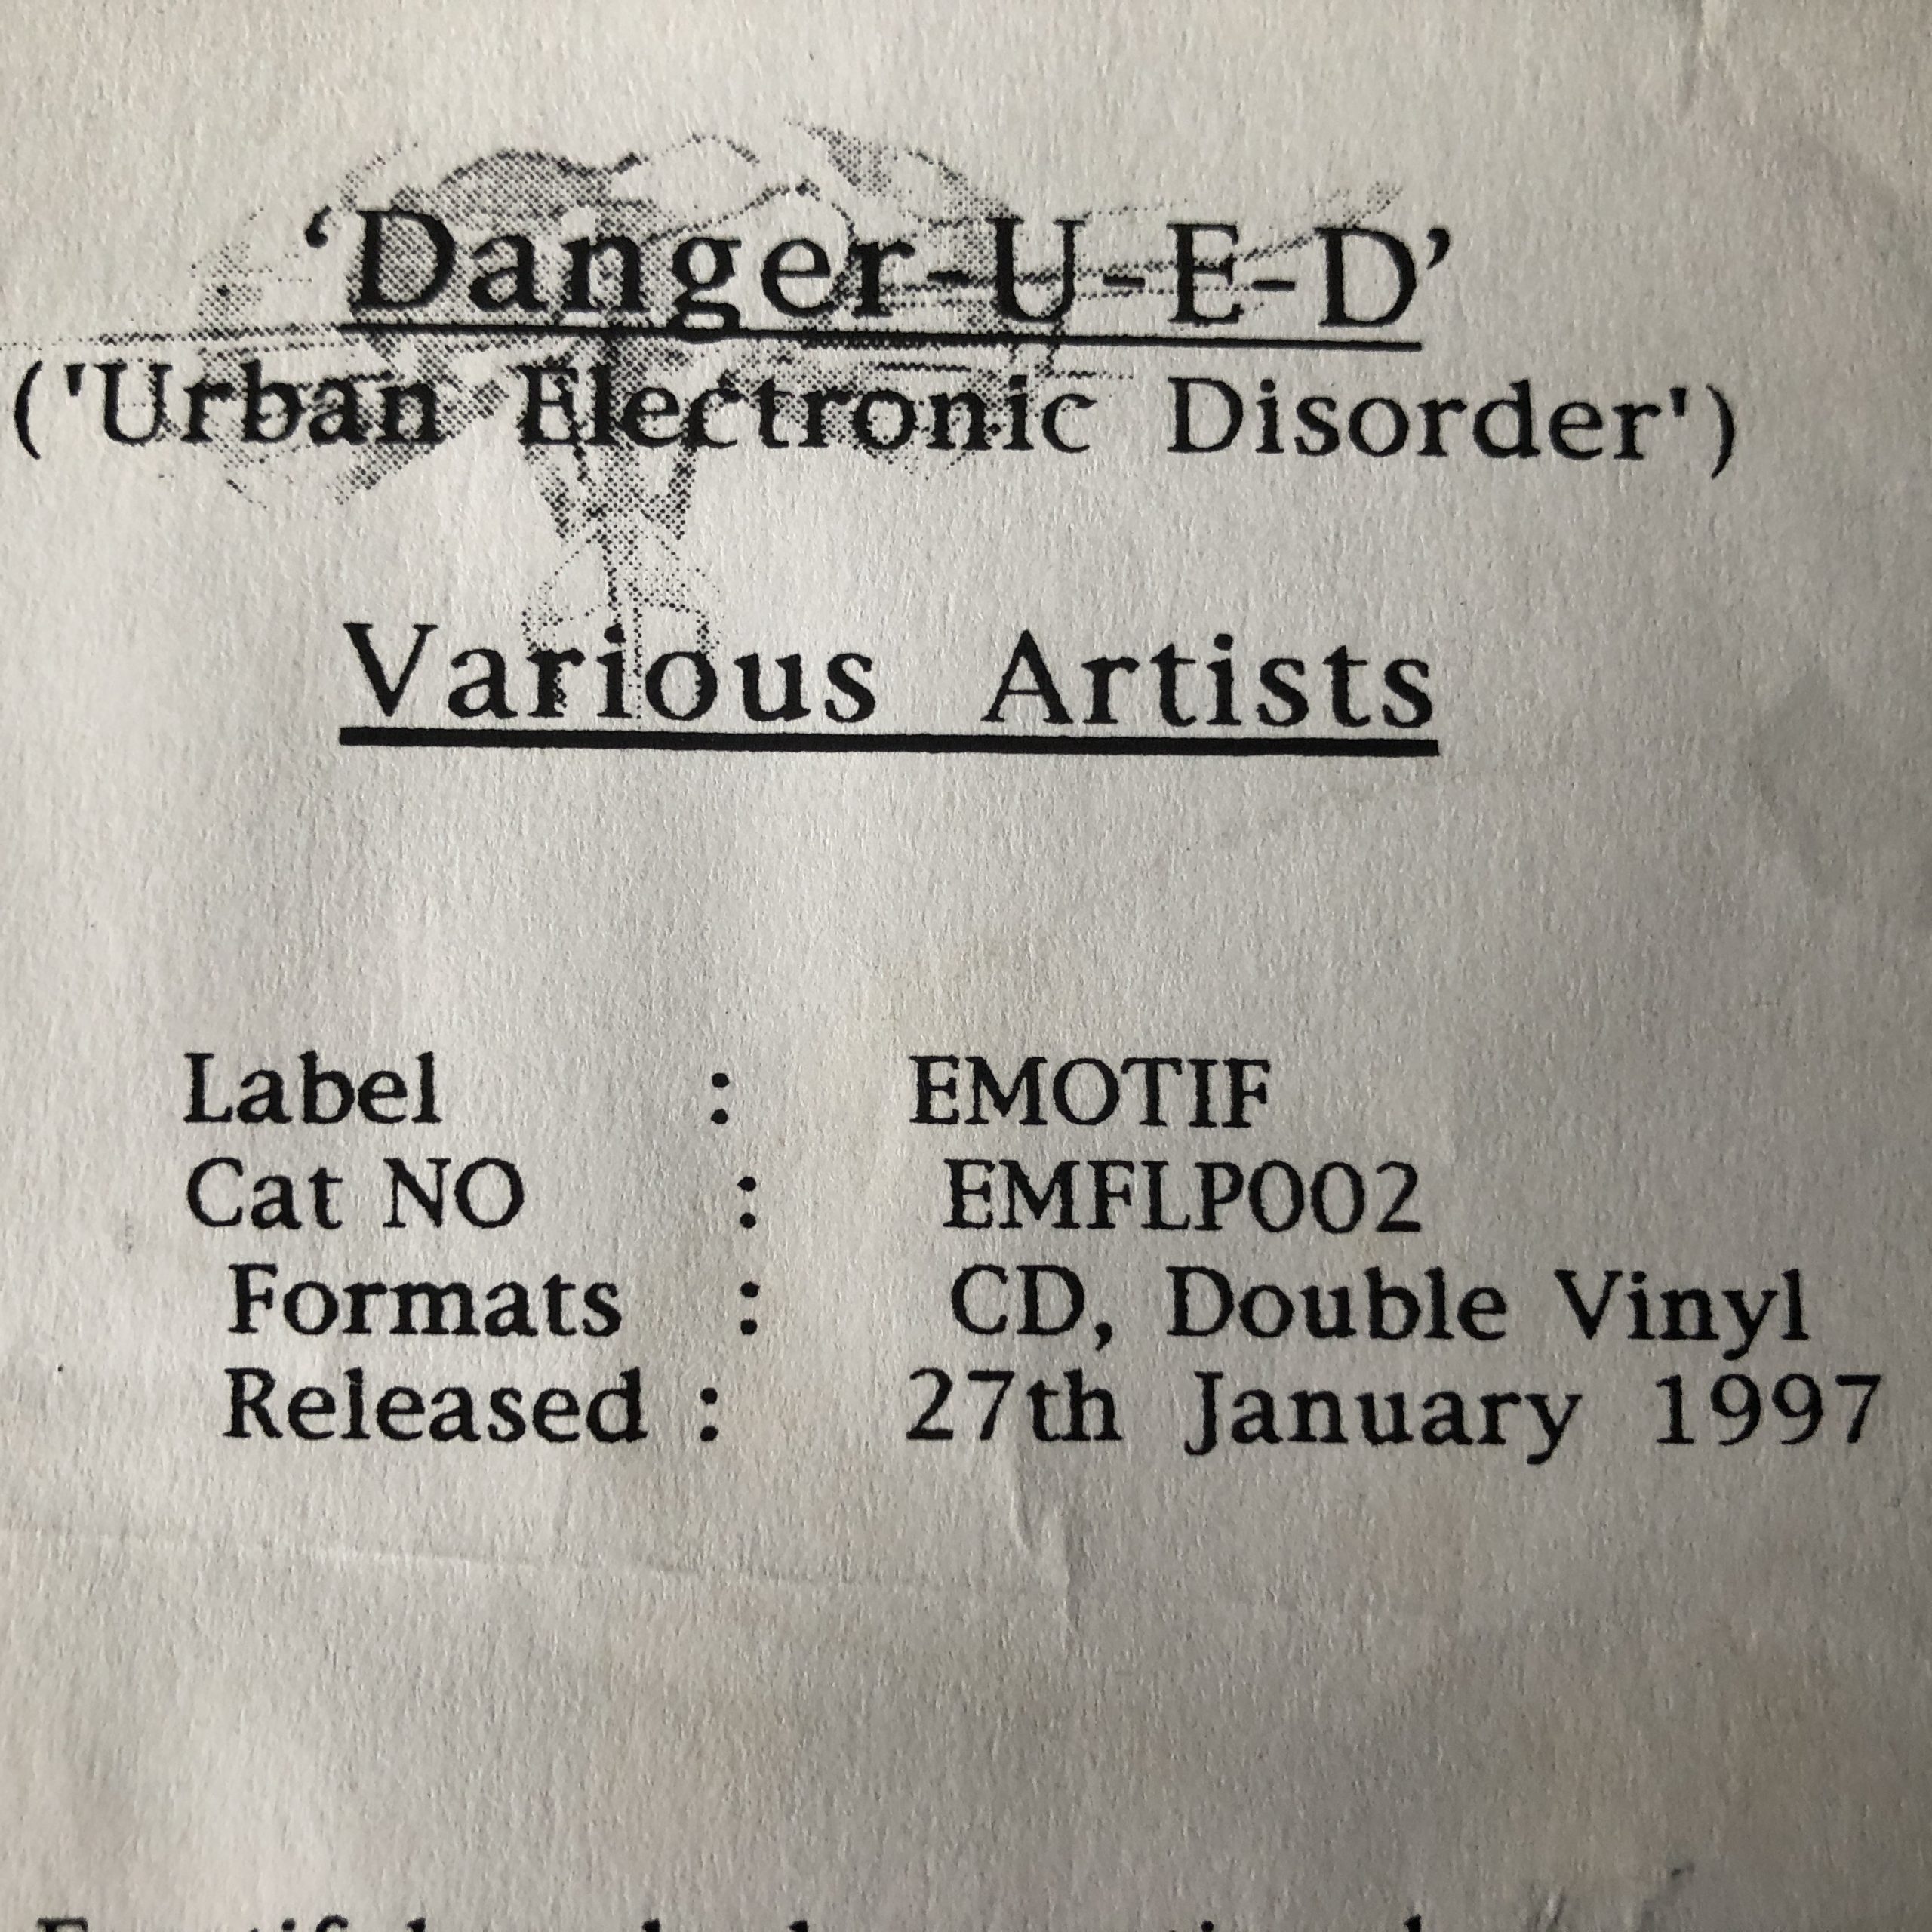 ‘Danger-U-E-D’
('Urban Electronic Disorder')
Various Artists
Label : EMOTIF
Cat NO : EMFLP002
Formats : CD, Double Vinyl
Released : 27th January 1997